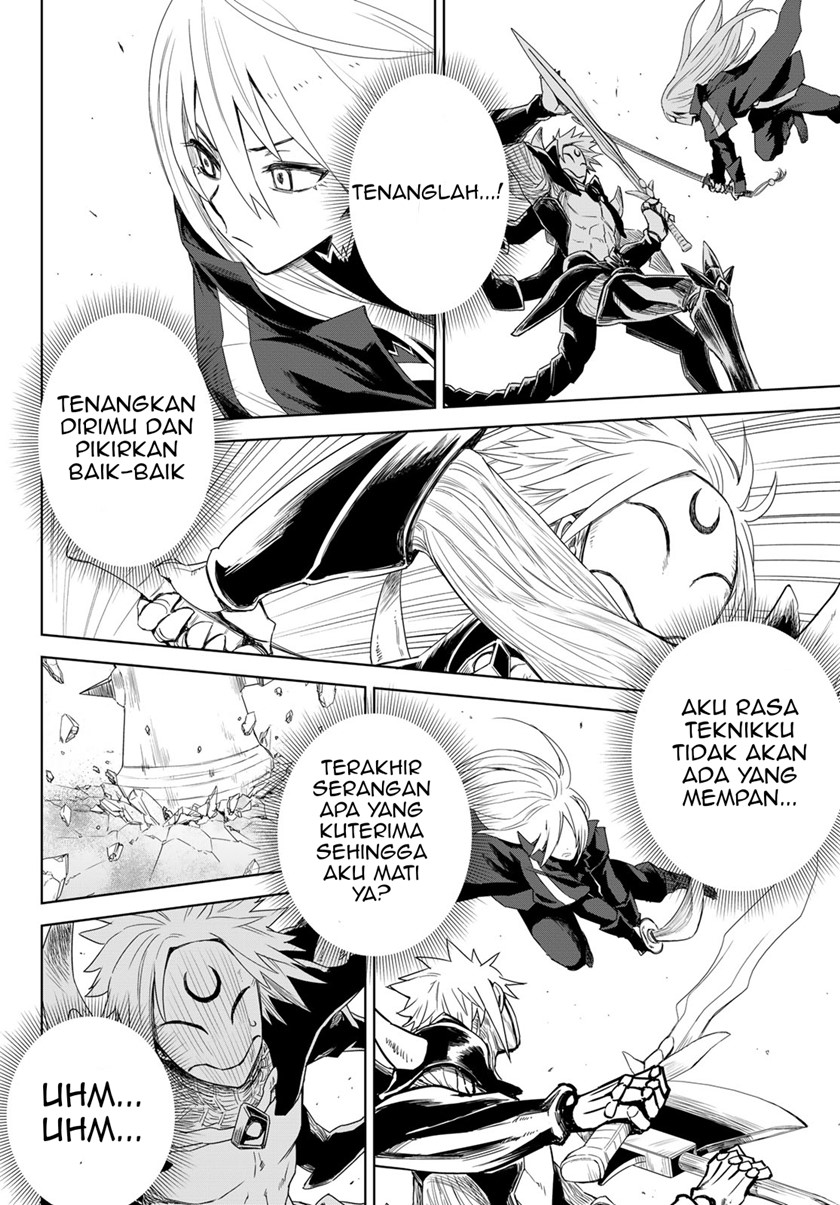 TENANGLAH...!
TENANGKAN
DIRIMU DAN
PIKIRKAN
BAIK-BAIK
AKU RASA
TEKNIKKU
TIDAK AKAN
ADA YANG
MEMPAN...
TERAKHIR
SERANGAN
APA YANG
KUTERIMA
SEHINGGA
AKU MATI
YA?
UHM...
UHM...